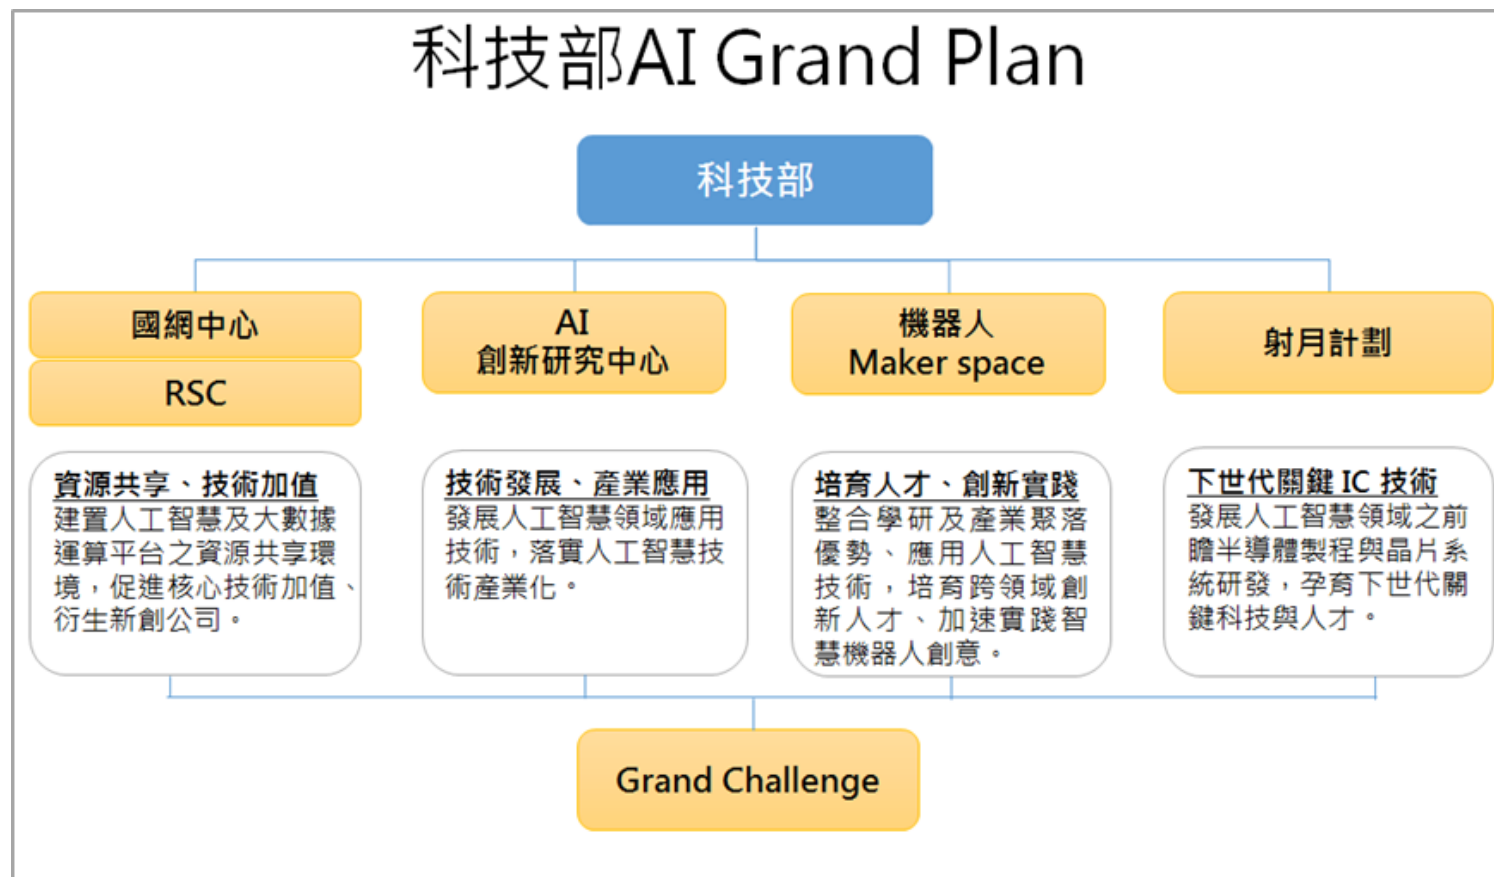 科技部AI Grand Plan
科技部
國網中心
RSC
資源共享、技術加值
建置人工智慧及大數據
運算平台之資源共享環
境，促進核心技術加值、
衍生新創公司。
AI
創新研究中心
技術發展、產業應用
發展人工智慧領域應用
技術，落實人工智慧技
術產業化。
機器人
Maker space
培育人才、創新實踐
整合學研及產業聚落
優勢、應用人工智慧
技術，培育跨領域創
新人才、加速實踐智
慧機器人創意。
射月計劃
下世代關鍵 IC 技術
發展人工智慧領域之前
瞻半導體製程與晶片系
統研發，孕育下世代關
鍵科技與人才。
Grand Challenge